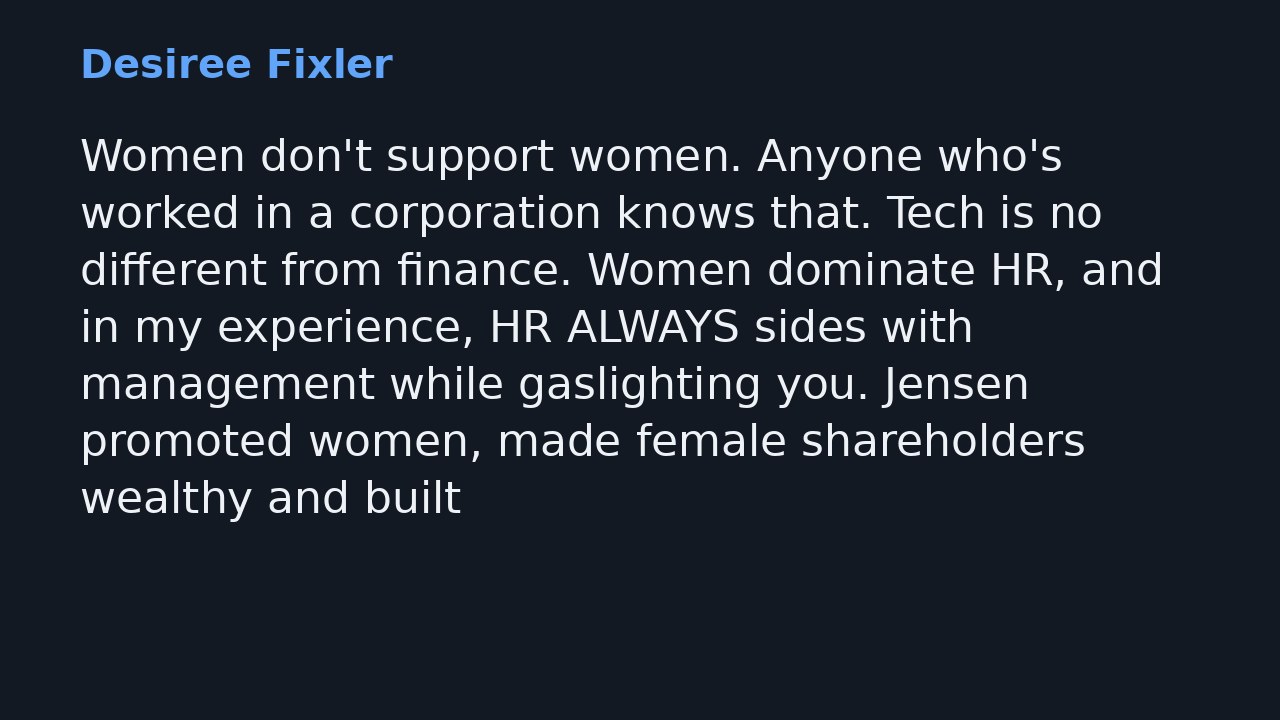 Desiree Fixler
Women don't support women. Anyone who's
worked in a corporation knows that. Tech is no
different from finance. Women dominate HR, and
in my experience, HR ALWAYS sides with
management while gaslighting you. Jensen
promoted women, made female shareholders
wealthy and built